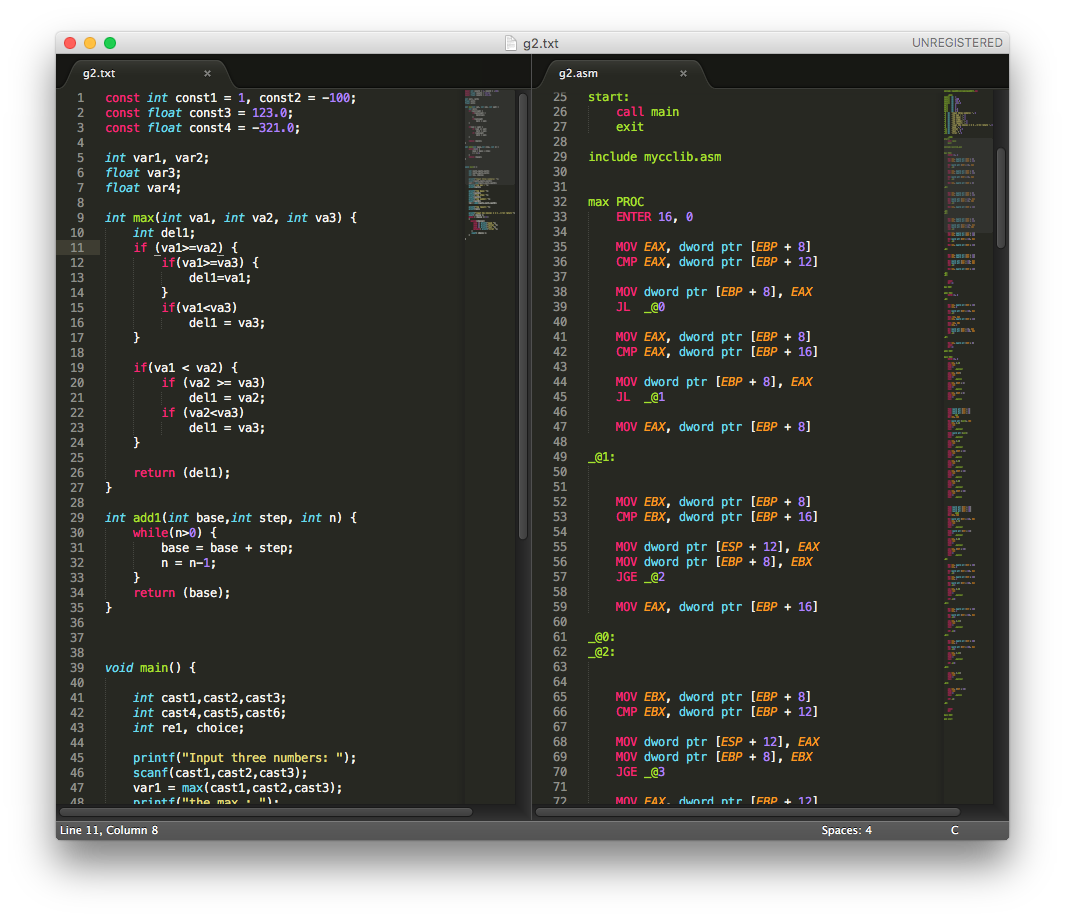 g2.txt
UNREGISTERED
g2.txt ×
1 const int const1 = 1, const2 = -100;
2 const float const3 = 123.0;
3 const float const4 = -321.0;
4
5 int var1, var2;
6 float var3;
7 float var4;
8
9 int max(int va1, int va2, int va3) {
10 int del1;
11 if (va1>=va2) {
12 if(va1>=va3) {
13 del1=va1;
14 }
15 if(va1<va3)
16 del1 = va3;
17 }
18
19 if(va1 < va2) {
20 if (va2 >= va3)
21 del1 = va2;
22 if (va2<va3)
23 del1 = va3;
24 }
25
26 return (del1);
27 }
28
29 int add1(int base,int step, int n) {
30 while(n>0) {
31 base = base + step;
32 n = n-1;
33 }
34 return (base);
35 }
36
37
38
39 void main() {
40
41 int cast1,cast2,cast3;
42 int cast4,cast5,cast6;
43 int re1, choice;
44
45 printf("Input three numbers: ");
46 scanf(cast1,cast2,cast3);
47 var1 = max(cast1,cast2,cast3);
48 printf("the max : ");
g2.asm ×
25 start:
26 call main
27 exit
28
29 include mycclib.asm
30
31
32 max PROC
33 ENTER 16, 0
34
35 MOV EAX, dword ptr [EBP + 8]
36 CMP EAX, dword ptr [EBP + 12]
37
38 MOV dword ptr [EBP + 8], EAX
39 JL _@0
40
41 MOV EAX, dword ptr [EBP + 8]
42 CMP EAX, dword ptr [EBP + 16]
43
44 MOV dword ptr [EBP + 8], EAX
45 JL _@1
46
47 MOV EAX, dword ptr [EBP + 8]
48
49 _@1:
50
51
52 MOV EBX, dword ptr [EBP + 8]
53 CMP EBX, dword ptr [EBP + 16]
54
55 MOV dword ptr [ESP + 12], EAX
56 MOV dword ptr [EBP + 8], EBX
57 JGE _@2
58
59 MOV EAX, dword ptr [EBP + 16]
60
61 _@0:
62 _@2:
63
64
65 MOV EBX, dword ptr [EBP + 8]
66 CMP EBX, dword ptr [EBP + 12]
67
68 MOV dword ptr [ESP + 12], EAX
69 MOV dword ptr [EBP + 8], EBX
70 JGE _@3
71
72 MOV EAX, dword ptr [EBP + 12]
Line 11, Column 8
Spaces: 4
C